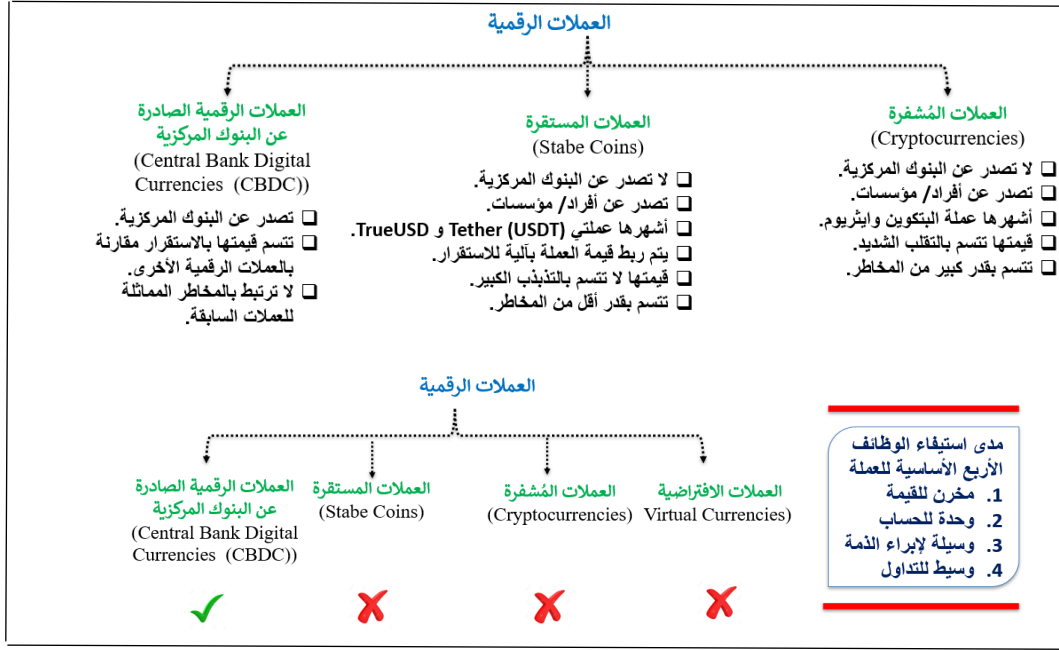 العملات الرقمية
العملات المُشفرة
(Cryptocurrencies)
❑ لا تصدر عن البنوك المركزية.
❑ تصدر عن أفراد/ مؤسسات.
❑ أشهرها عملة البتكوين وايثريوم.
❑ قيمتها تتسم بالتقلب الشديد.
❑ تتسم بقدر كبير من المخاطر.
العملات المستقرة
(Stabe Coins)
❑ لا تصدر عن البنوك المركزية.
❑ تصدر عن أفراد/ مؤسسات.
❑ أشهرها عملتي Tether (USDT) و TrueUSD.
❑ يتم ربط قيمة العملة بآلية للاستقرار.
❑ قيمتها لا تتسم بالتذبذب الكبير.
❑ تتسم بقدر أقل من المخاطر.
العملات الرقمية الصادرة
عن البنوك المركزية
(Central Bank Digital
Currencies (CBDC))
❑ تصدر عن البنوك المركزية.
❑ تتسم قيمتها بالاستقرار مقارنة
بالعملات الرقمية الأخرى.
❑ لا ترتبط بالمخاطر المماثلة
للعملات السابقة.
العملات الرقمية
مدى استيفاء الوظائف
الأربع الأساسية للعملة
1. مخرن للقيمة
2. وحدة للحساب
3. وسيلة لإبراء الذمة
4. وسيط للتداول
العملات الافتراضية
Virtual Currencies)
العملات المُشفرة
(Cryptocurrencies)
العملات المستقرة
(Stabe Coins)
العملات الرقمية الصادرة
عن البنوك المركزية
(Central Bank Digital
Currencies (CBDC))